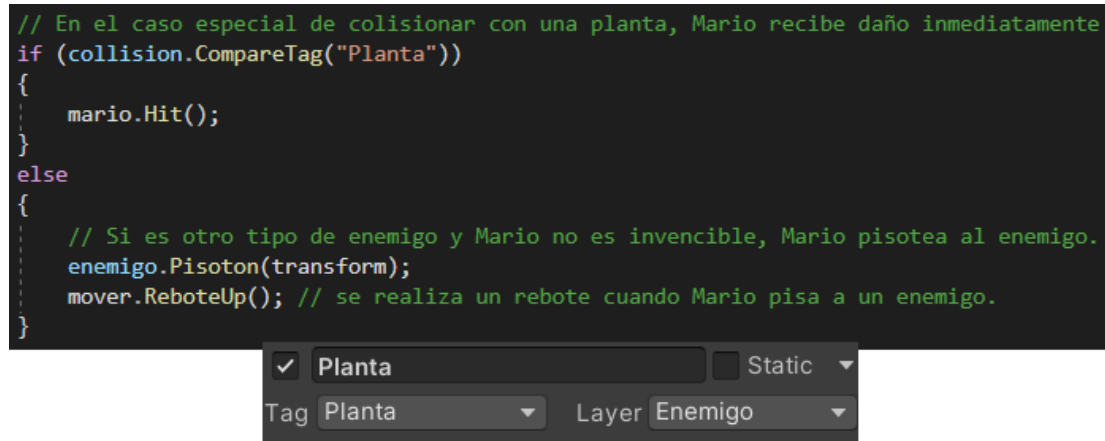 // En el caso especial de colisionar con una planta, Mario recibe daño inmediatamente
if (collision.CompareTag("Planta"))
{
    mario.Hit();
}
else
{
    // Si es otro tipo de enemigo y Mario no es invencible, Mario pisotea al enemigo.
    enemigo.Pisoton(transform);
    mover.ReboteUp(); // se realiza un rebote cuando Mario pisa a un enemigo.
}
Planta Static
Tag Planta Layer Enemigo